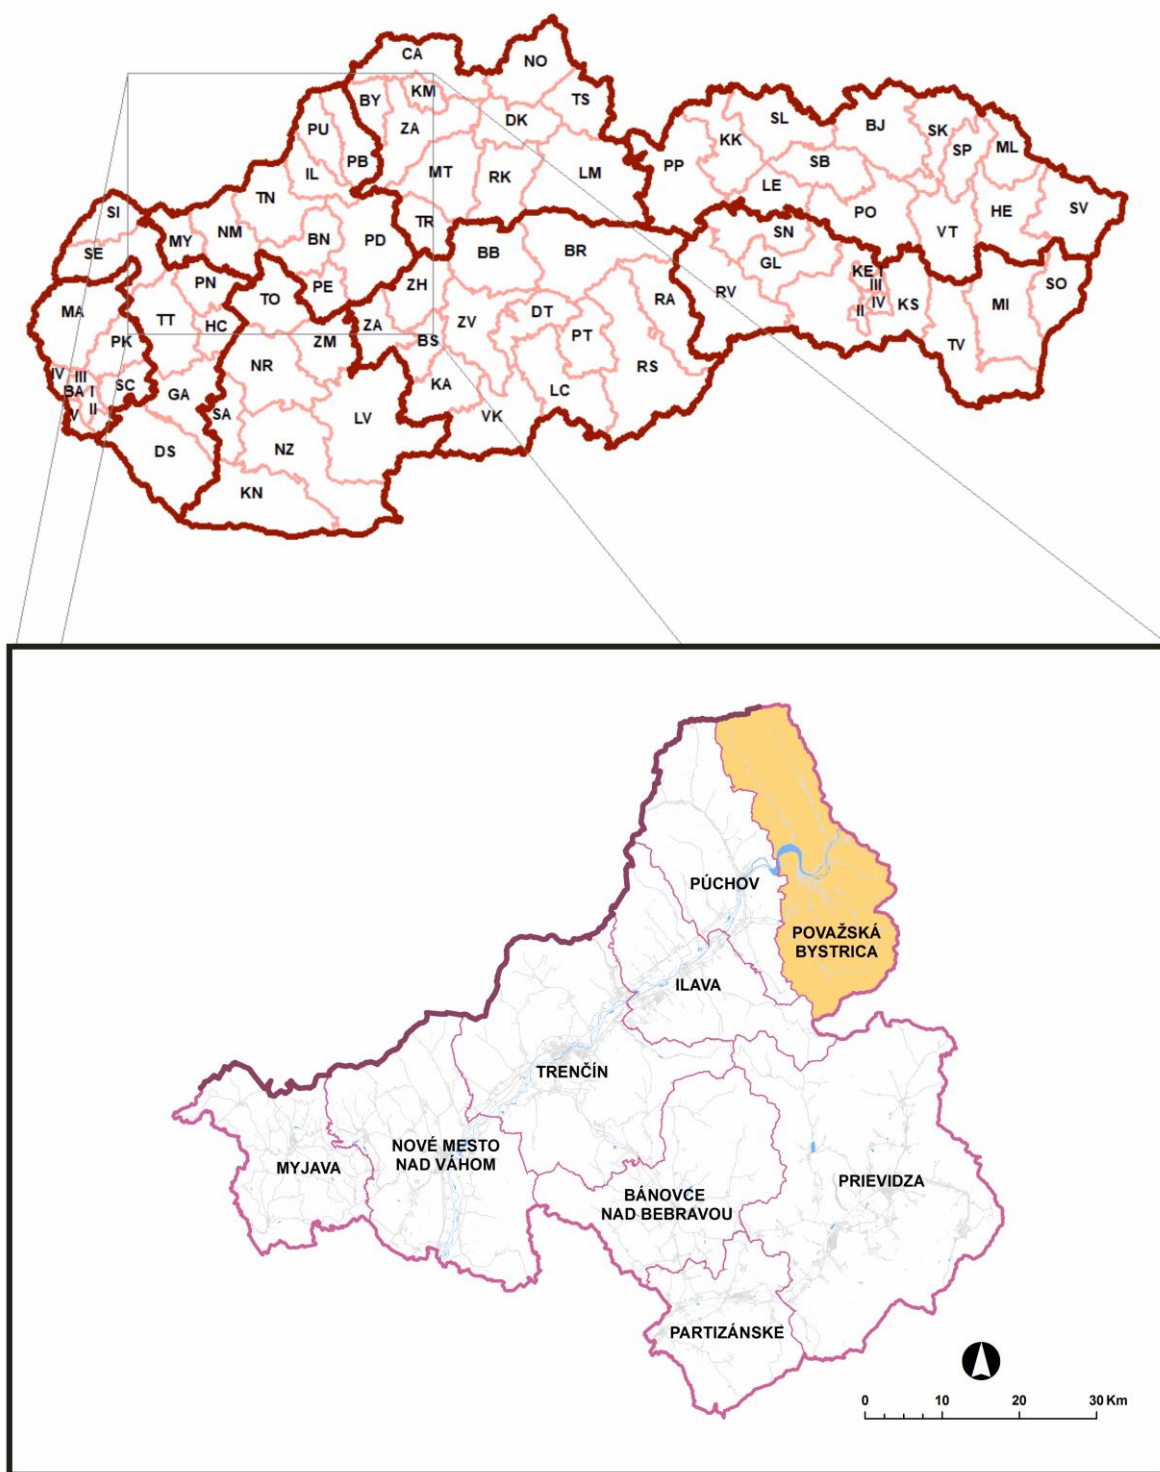 CA
NO
BY
KM
TS
PU
ZA
DK
SL
BJ
SK
KK
SP
ML
PB
IL
MT
RK
LM
PP
SB
LE
TN
SI
TR
PO
HE
SV
MY
NM
BN
PD
SN
VT
SE
BB
BR
GL
PN
PE
ZH
KE I
III
MA
TO
RV
RA
IV
KS
MI
SO
TT
HC
ZA
ZV
DT
II
PK
ZM
BS
PT
TV
NR
RS
IV
III
SC
BA
I
GA
KA
LC
V
II
SA
LV
VK
DS
NZ
KN
PÚCHOV
POVAŽSKÁ
BYSTRICA
ILAVA
TRENČÍN
NOVÉ MESTO
NAD VÁHOM
MYJAVA
PRIEVIDZA
BÁNOVCE
NAD BEBRAVOU
PARTIZÁNSKE
0 10 20 30 Km